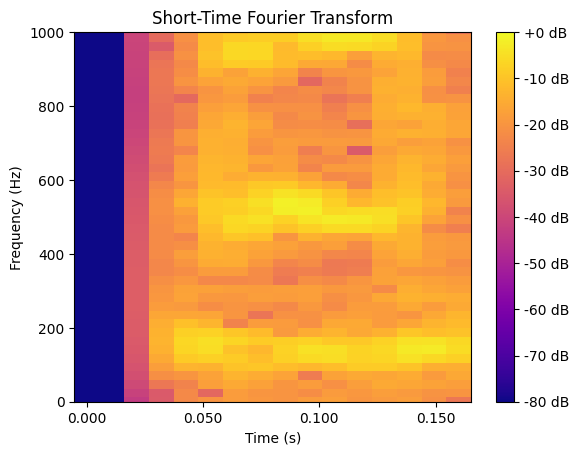 Short-Time Fourier Transform
1000
800
600
400
200
0
Frequency (Hz)
0.000
0.050
0.100
0.150
Time (s)
+0 dB
-10 dB
-20 dB
-30 dB
-40 dB
-50 dB
-60 dB
-70 dB
-80 dB